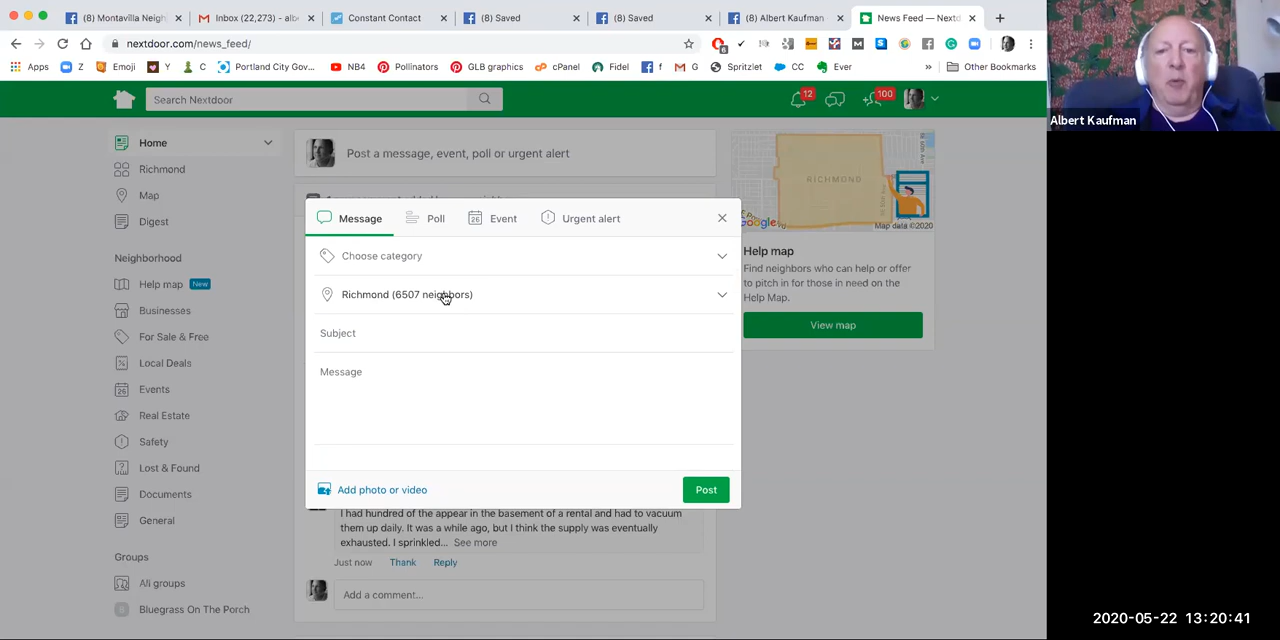 (8) Montavilla Neigh
Inbox (22,273) - albe
Constant Contact
(8) Saved
(8) Saved
(8) Albert Kaufman
News Feed — Nextdo
nextdoor.com/news_feed/
Apps
Z
Emoji
Y
C
Portland City Gov...
NB4
Pollinators
GLB graphics
cPanel
Fidel
f
G
Spritzlet
CC
Ever
»
Other Bookmarks
Albert Kaufman
Search Nextdoor
12
100
Home
Richmond
Map
Digest
Neighborhood
Help map New
Businesses
For Sale & Free
Local Deals
Events
Real Estate
Safety
Lost & Found
Documents
General
Groups
All groups
Bluegrass On The Porch
Post a message, event, poll or urgent alert
Message
Poll
Event
Urgent alert
Choose category
Richmond (6507 neighbors)
Subject
Message
Add photo or video
Post
I had hundred of the appear in the basement of a rental and had to vacuum
them up daily. It was a while ago, but I think the supply was eventually
exhausted. I sprinkled... See more
Just now Thank Reply
Add a comment...
RICHMOND
Google
Map data ©2020
Help map
Find neighbors who can help or offer
to pitch in for those in need on the
Help Map.
View map
2020-05-22 13:20:41